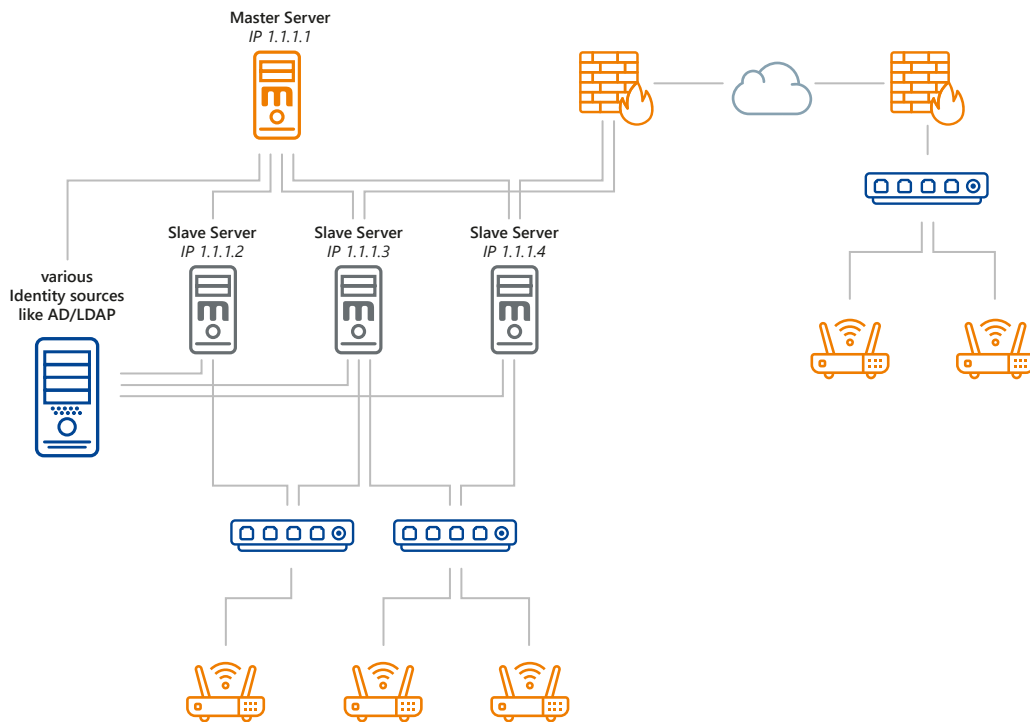 Master Server
IP 1.1.1.1
Slave Server
IP 1.1.1.2
Slave Server
IP 1.1.1.3
Slave Server
IP 1.1.1.4
various
Identity sources
like AD/LDAP
m
m
m
m